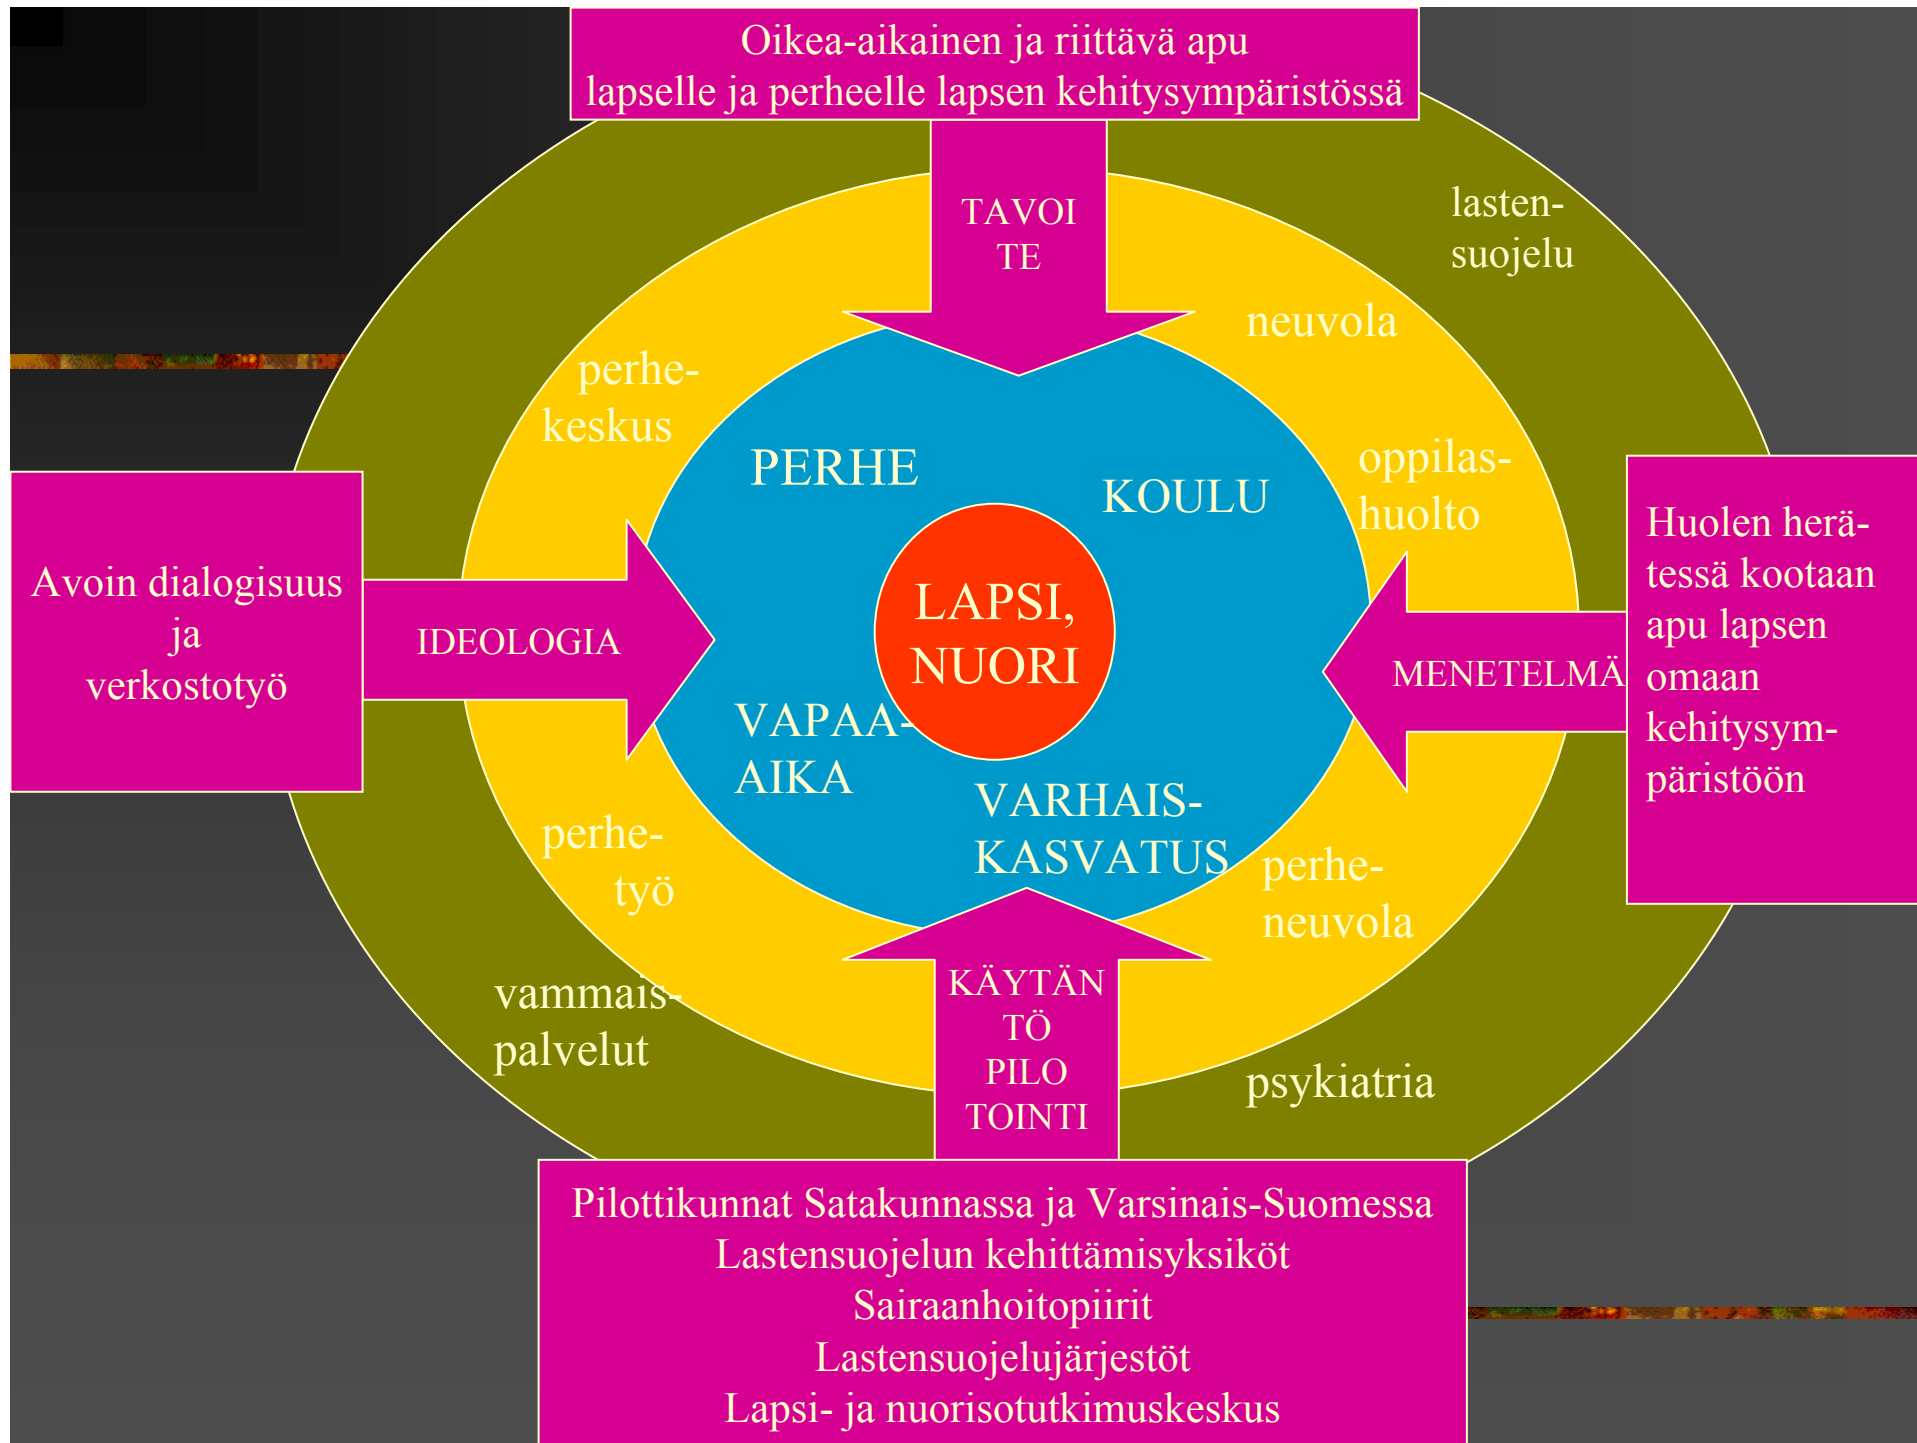 Oikea-aikainen ja riittävä apu
lapselle ja perheelle lapsen kehitysympäristössä
TAVOI
TE
lasten-
suojelu
neuvola
perhe-
keskus
oppilas-
huolto
PERHE
KOULU
Avoin dialogisuus
ja
verkostotyö
IDEOLOGIA
LAPSI,
NUORI
MENETELMÄ
Huolen herä-
tessä kootaan
apu lapsen
omaan
kehitysym-
päristöön
VAPAA-
AIKA
VARHAIS-
KASVATUS
perhe-
työ
perhe-
neuvola
vammais-
palvelut
psykiatria
KÄYTÄN
TÖ
PILO
TOINTI
Pilottikunnat Satakunnassa ja Varsinais-Suomessa
Lastensuojelun kehittämisyksiköt
Sairaanhoitopiirit
Lastensuojelujärjestöt
Lapsi- ja nuorisotutkimuskeskus